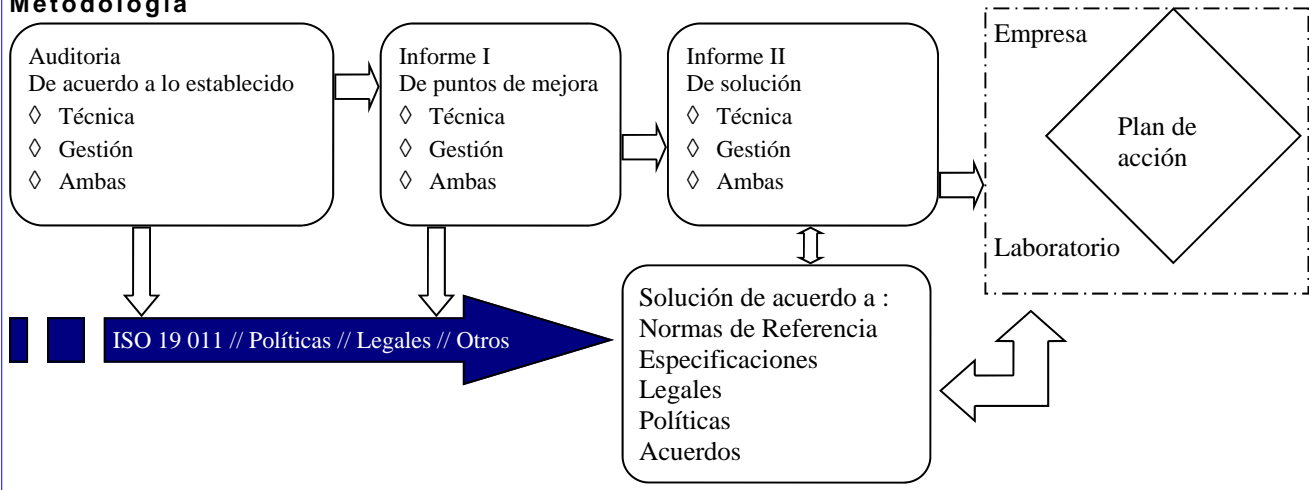 Metodología
Auditoria
De acuerdo a lo establecido
◊ Técnica
◊ Gestión
◊ Ambas
Informe I
De puntos de mejora
◊ Técnica
◊ Gestión
◊ Ambas
Informe II
De solución
◊ Técnica
◊ Gestión
◊ Ambas
Empresa
Plan de
acción
Laboratorio
ISO 19 011 // Políticas // Legales // Otros
Solución de acuerdo a :
Normas de Referencia
Especificaciones
Legales
Políticas
Acuerdos